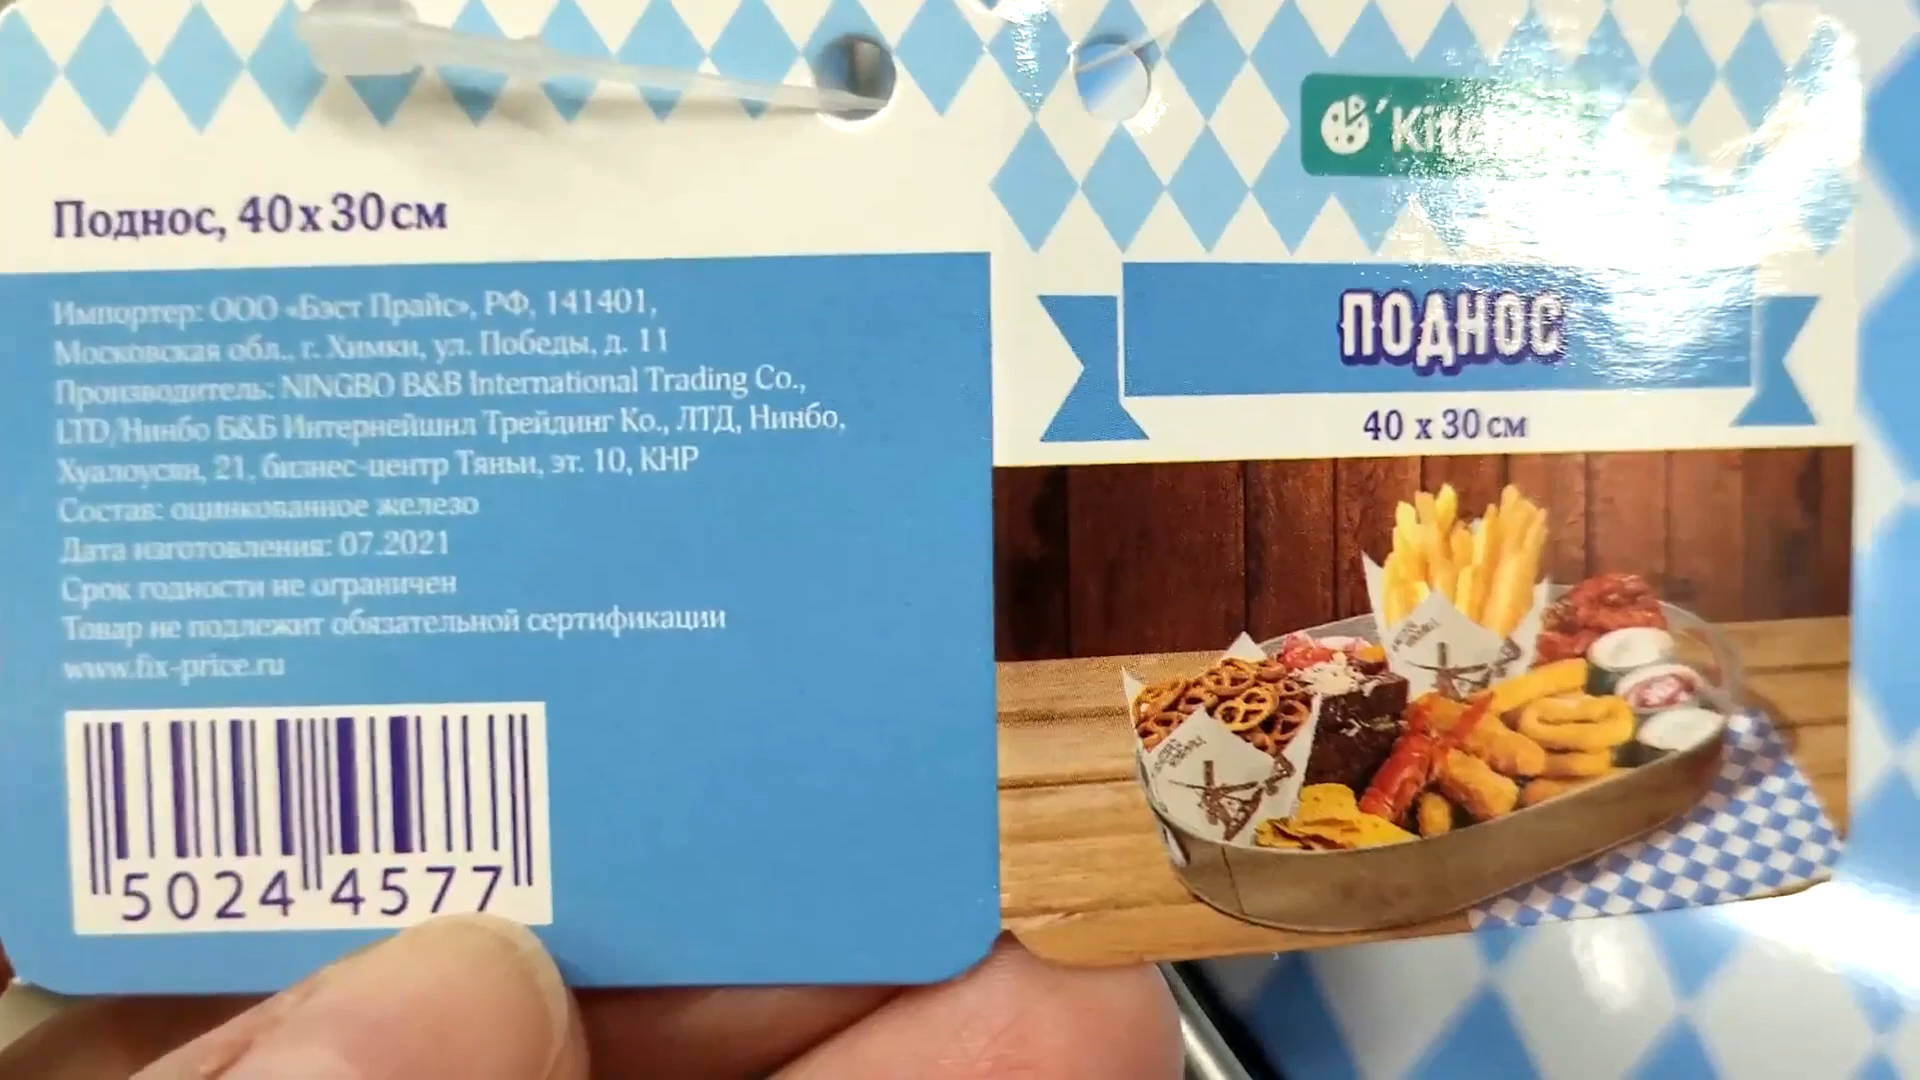 Поднос, 40 x 30 см
Импортер: ООО «Бэст Прайс», РФ, 141401,
Московская обл., г. Химки, ул. Победы, д. 11
Производитель: NINGBO B&B International Trading Co.,
LTD/Нинбо Б&Б Интернейшнл Трейдинг Ко., ЛТД, Нинбо,
Хуалоусян, 21, бизнес-центр Тяньи, эт. 10, КНР
Состав: оцинкованное железо
Дата изготовления: 07.2021
Срок годности не ограничен
Товар не подлежит обязательной сертификации
www.fix-price.ru
5024 4577
ПОДНОС
40 x 30 см